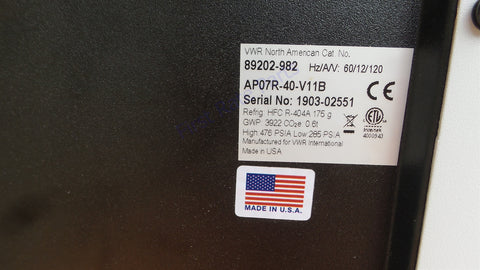 VWR North American Cat. No.
89202-982 Hz/A/V: 60/12/120
AP07R-40-V11B
Serial No: 1903-02551
Refrig: HFC R-404A 175 g
GWP: 3922 CO2e: 0.6t
High:476 PSIA Low 285 PSIA
Manufactured for VWR International
Made in USA
CE
Intertek
MADE IN U.S.A.